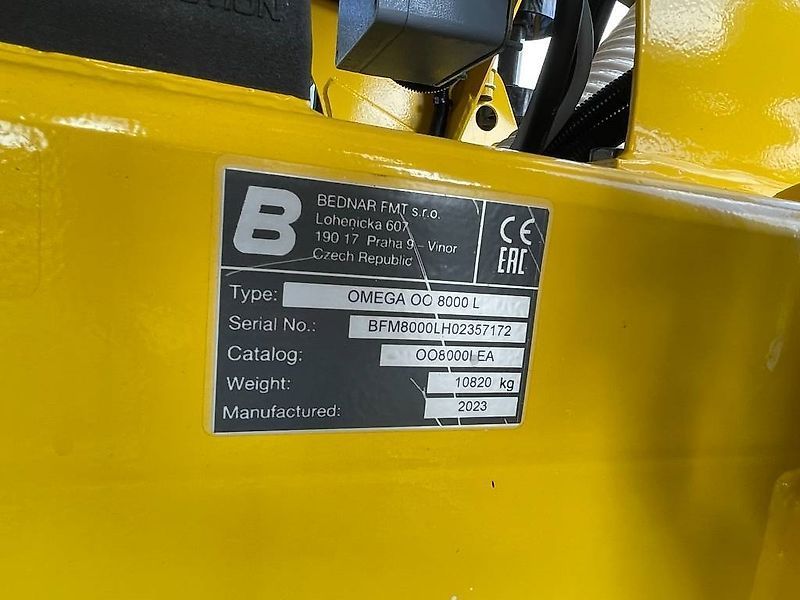 B
BEDNAR FMT s.r.o.
Lohenicka 607
190 17 Praha 9 - Vinor
Czech Republic
CE
EAC
Type: OMEGA OO 8000 L
Serial No.: BFM8000LH02357172
Catalog: OO8000L EA
Weight: 10820 kg
Manufactured: 2023